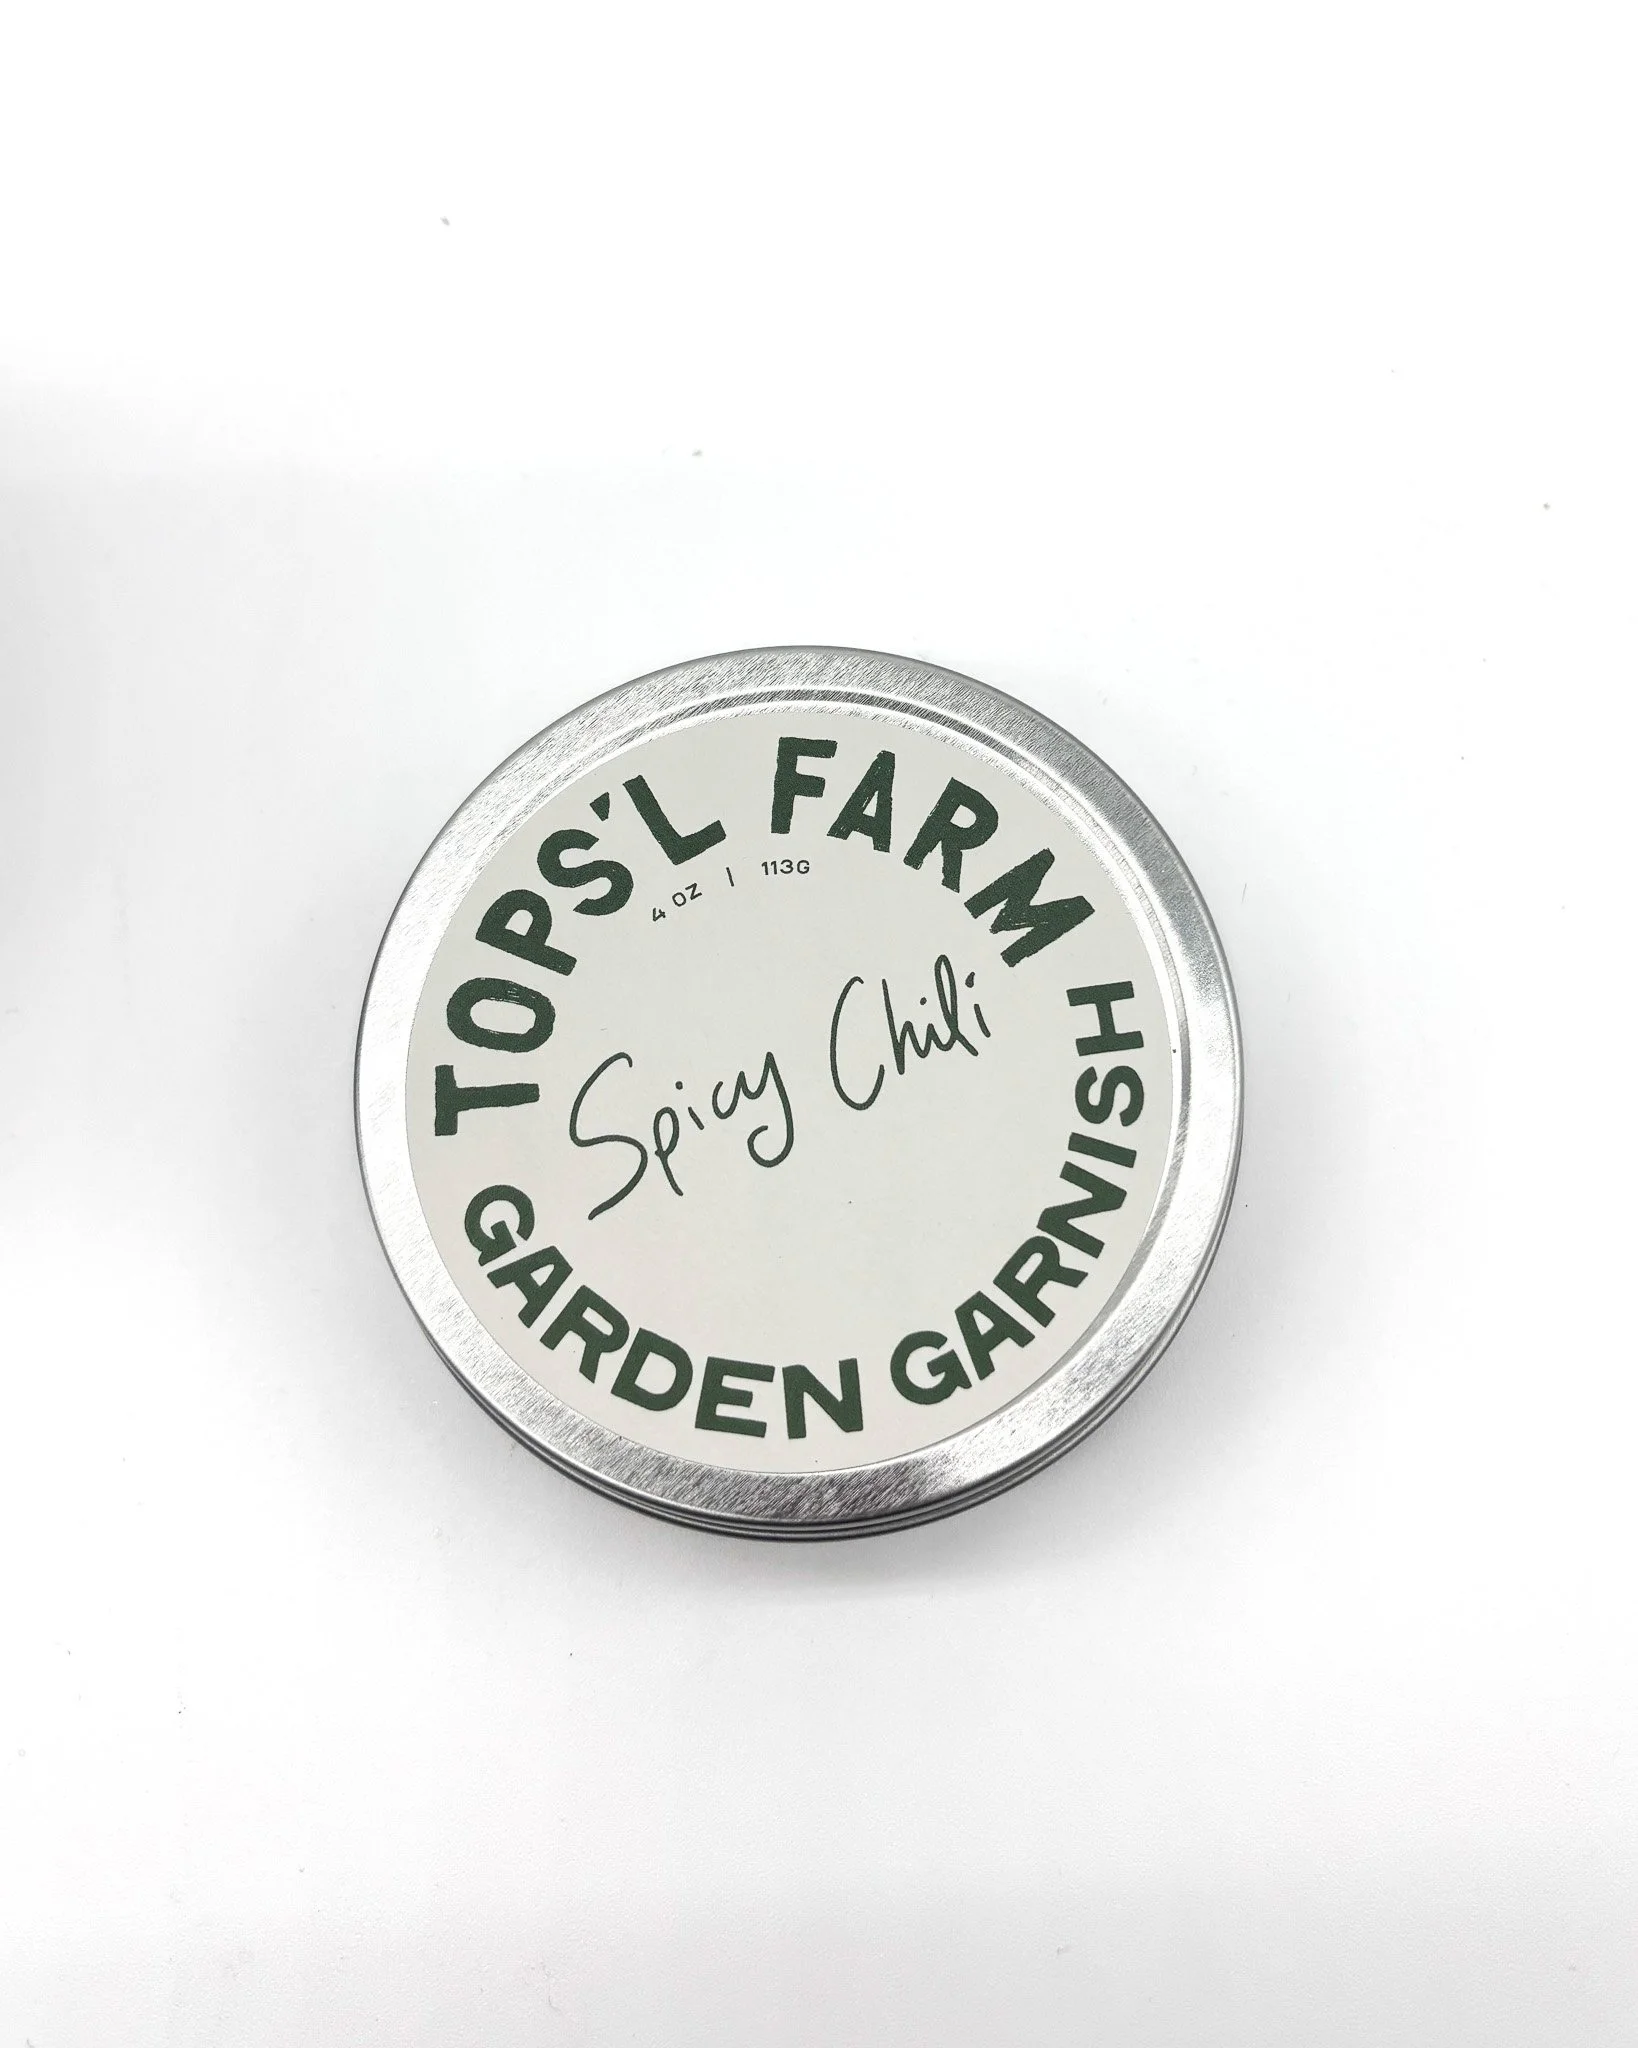 TOPS'L FARM
4 OZ | 113G
Spicy Chili
GARDEN GARNISH